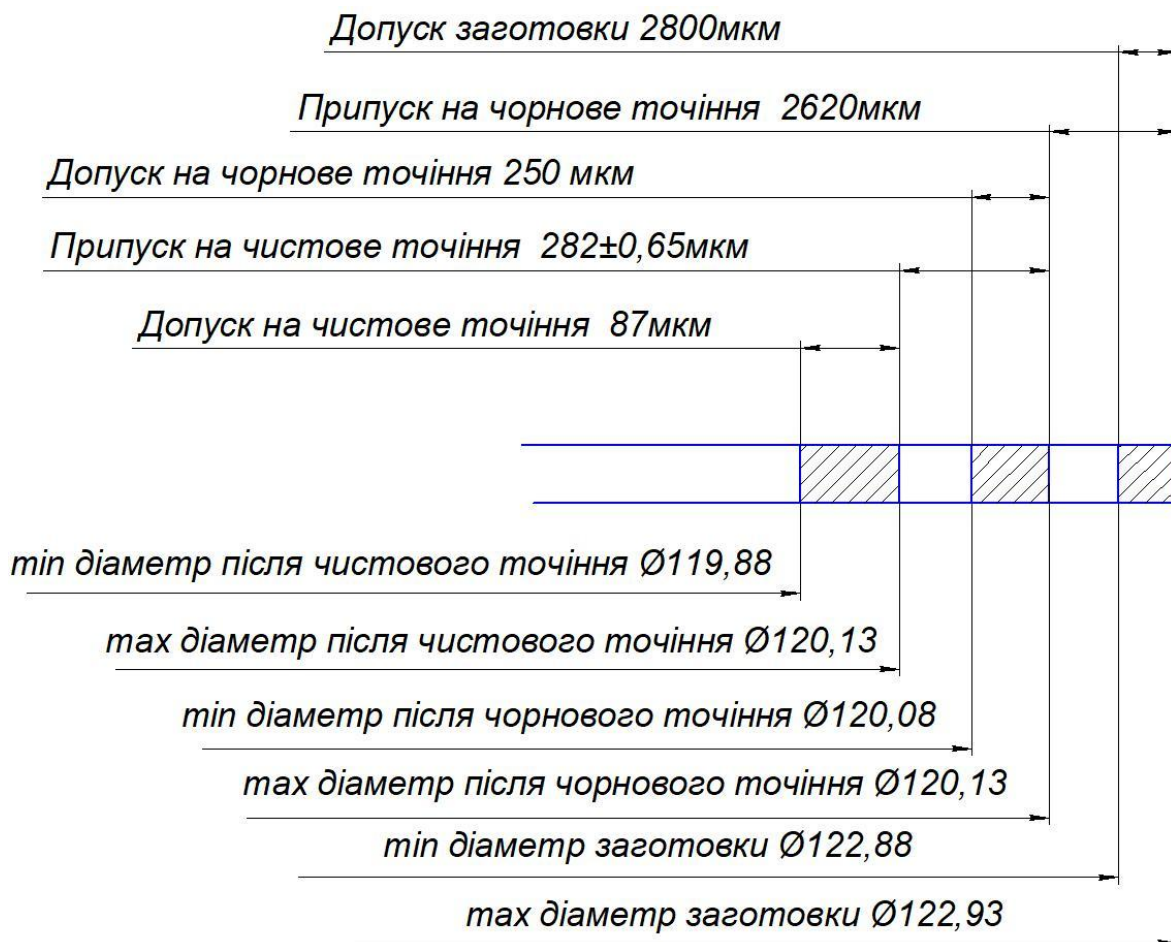 Допуск заготовки 2800мкм
Припуск на чорнове точіння 2620мкм
Допуск на чорнове точіння 250 мкм
Припуск на чистове точіння 282±0,65мкм
Допуск на чистове точіння 87мкм
min діаметр після чистового точіння Ø119,88
max діаметр після чистового точіння Ø120,13
min діаметр після чорнового точіння Ø120,08
max діаметр після чорнового точіння Ø120,13
min діаметр заготовки Ø122,88
max діаметр заготовки Ø122,93